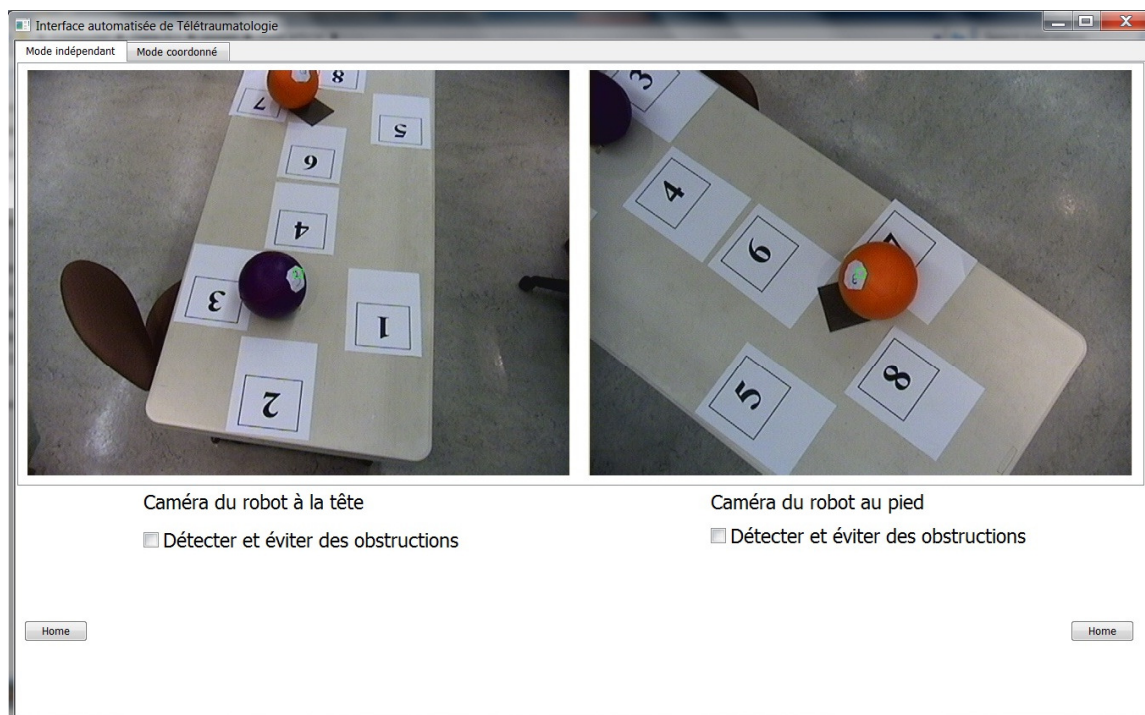 Interface automatisée de Télétraumatologie
Mode indépendant
Mode coordonné
8
7
5
6
4
3
1
2
3
4
6
7
5
8
Caméra du robot à la tête
Caméra du robot au pied
Détecter et éviter des obstructions
Détecter et éviter des obstructions
Home
Home